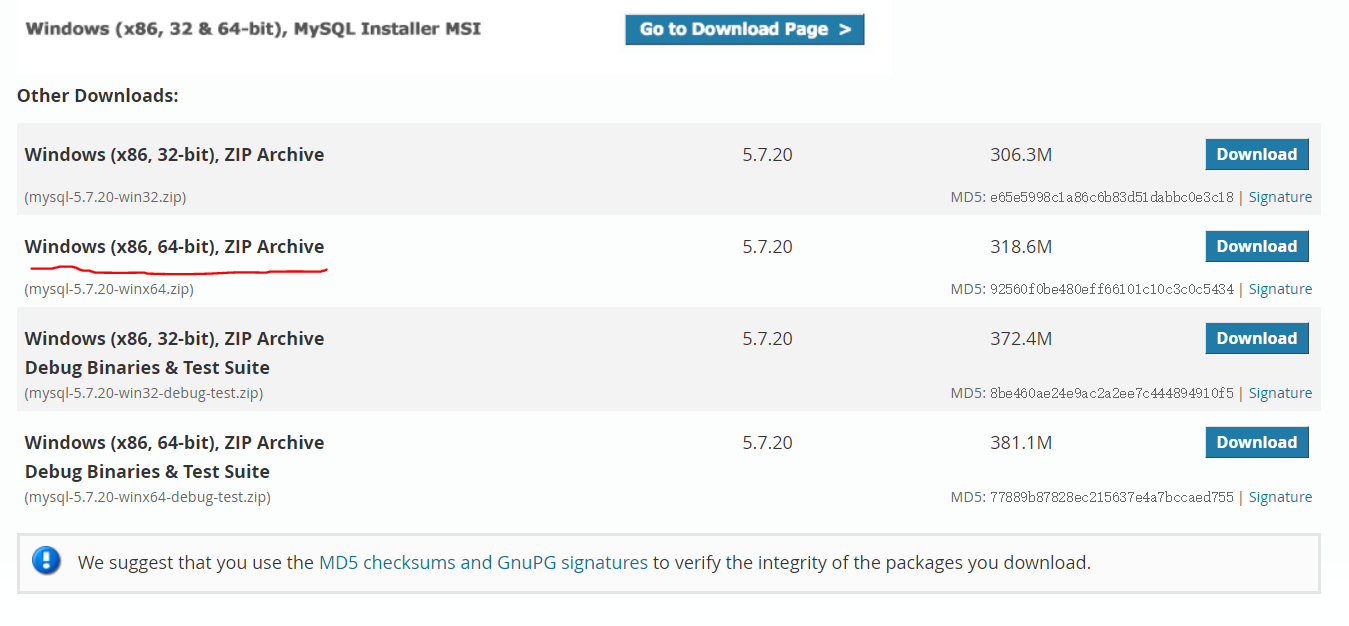 Windows (x86, 32 & 64-bit), MySQL Installer MSI Go to Download Page >
Other Downloads:
Windows (x86, 32-bit), ZIP Archive 5.7.20 306.3M Download
(mysql-5.7.20-win32.zip) MD5: e65e5998c1a86c6b83d51dabbc0e3c18 | Signature
Windows (x86, 64-bit), ZIP Archive 5.7.20 318.6M Download
(mysql-5.7.20-winx64.zip) MD5: 92560f0be480eff66101c10c3c0c5434 | Signature
Windows (x86, 32-bit), ZIP Archive 5.7.20 372.4M Download
Debug Binaries & Test Suite
(mysql-5.7.20-win32-debug-test.zip) MD5: 8be460ae24e9ac2a2ee7c444894910f5 | Signature
Windows (x86, 64-bit), ZIP Archive 5.7.20 381.1M Download
Debug Binaries & Test Suite
(mysql-5.7.20-winx64-debug-test.zip) MD5: 77889b87828ec215637e4a7bccaed755 | Signature
We suggest that you use the MD5 checksums and GnuPG signatures to verify the integrity of the packages you download.